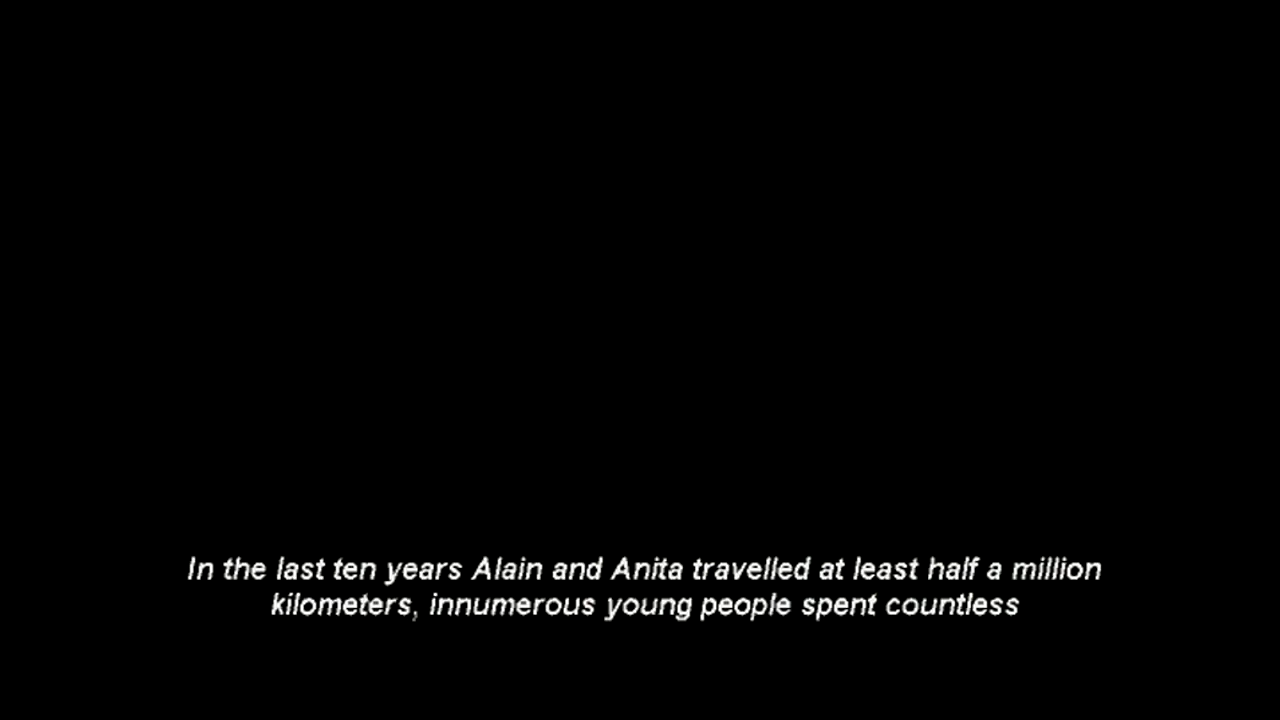 In the last ten years Alain and Anita travelled at least half a million
kilometers, innumerous young people spent countless